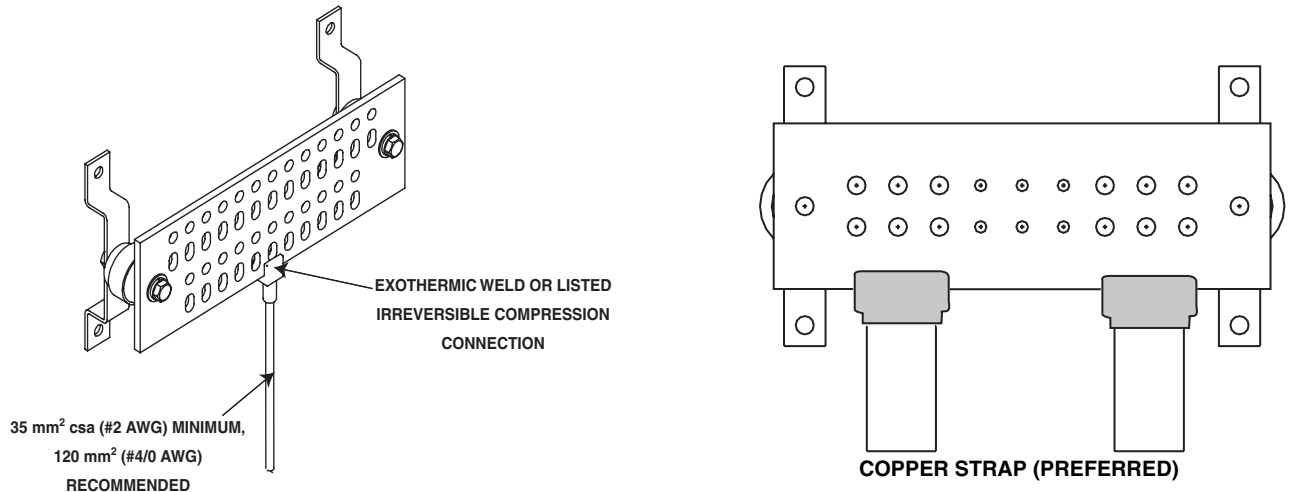 EXOTHERMIC WELD OR LISTED
IRREVERSIBLE COMPRESSION
CONNECTION
35 mm² csa (#2 AWG) MINIMUM,
120 mm² (#4/0 AWG)
RECOMMENDED
COPPER STRAP (PREFERRED)